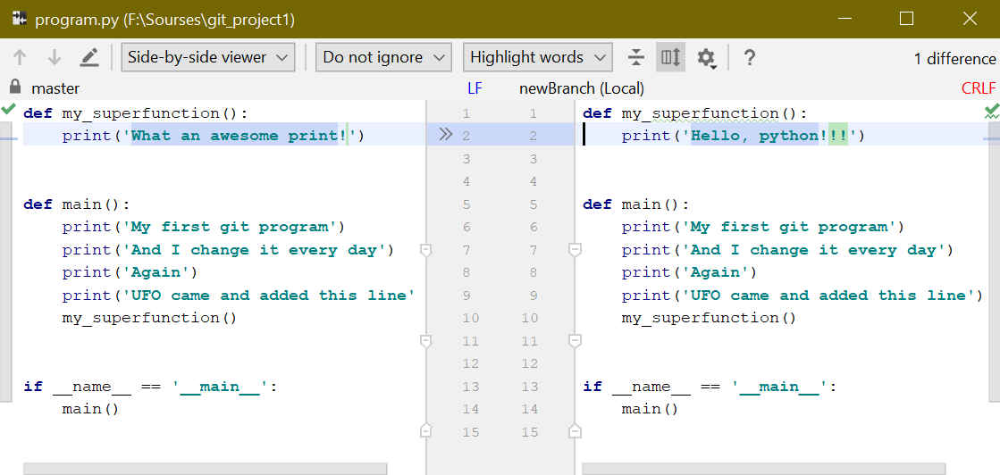 program.py (F:\Sourses\git_project1)
Side-by-side viewer Do not ignore Highlight words ? 1 difference
master LF newBranch (Local) CRLF
def my_superfunction(): 1 1 def my_superfunction():
print('What an awesome print!') 2 2 print('Hello, python!!!')
3 3
4 4
def main(): 5 5 def main():
print('My first git program') 6 6 print('My first git program')
print('And I change it every day') 7 7 print('And I change it every day')
print('Again') 8 8 print('Again')
print('UFO came and added this line' 9 9 print('UFO came and added this line')
my_superfunction() 10 10 my_superfunction()
11 11
12 12
if __name__ == '__main__': 13 13 if __name__ == '__main__':
main() 14 14 main()
15 15